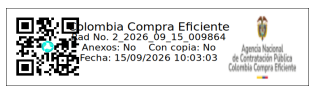 Colombia Compra Eficiente
Rad No. 2_2026_09_15_009864
Anexos: No Con copia: No
Fecha: 15/09/2026 10:03:03
Agencia Nacional
de Contratación Pública
Colombia Compra Eficiente